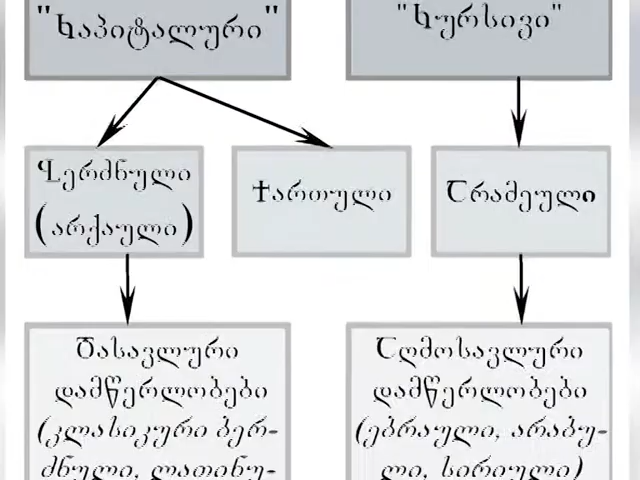 "კაპიტალური"
"კურსივი"
ბერძნული
(არქაული)
ქართული
არამეული
დასავლური
დამწერლობები
(კლასიკური ბერ-
ძნული, ლათინუ-
აღმოსავლური
დამწერლობები
(ებრაული, არაბუ-
ლი, სირიული)